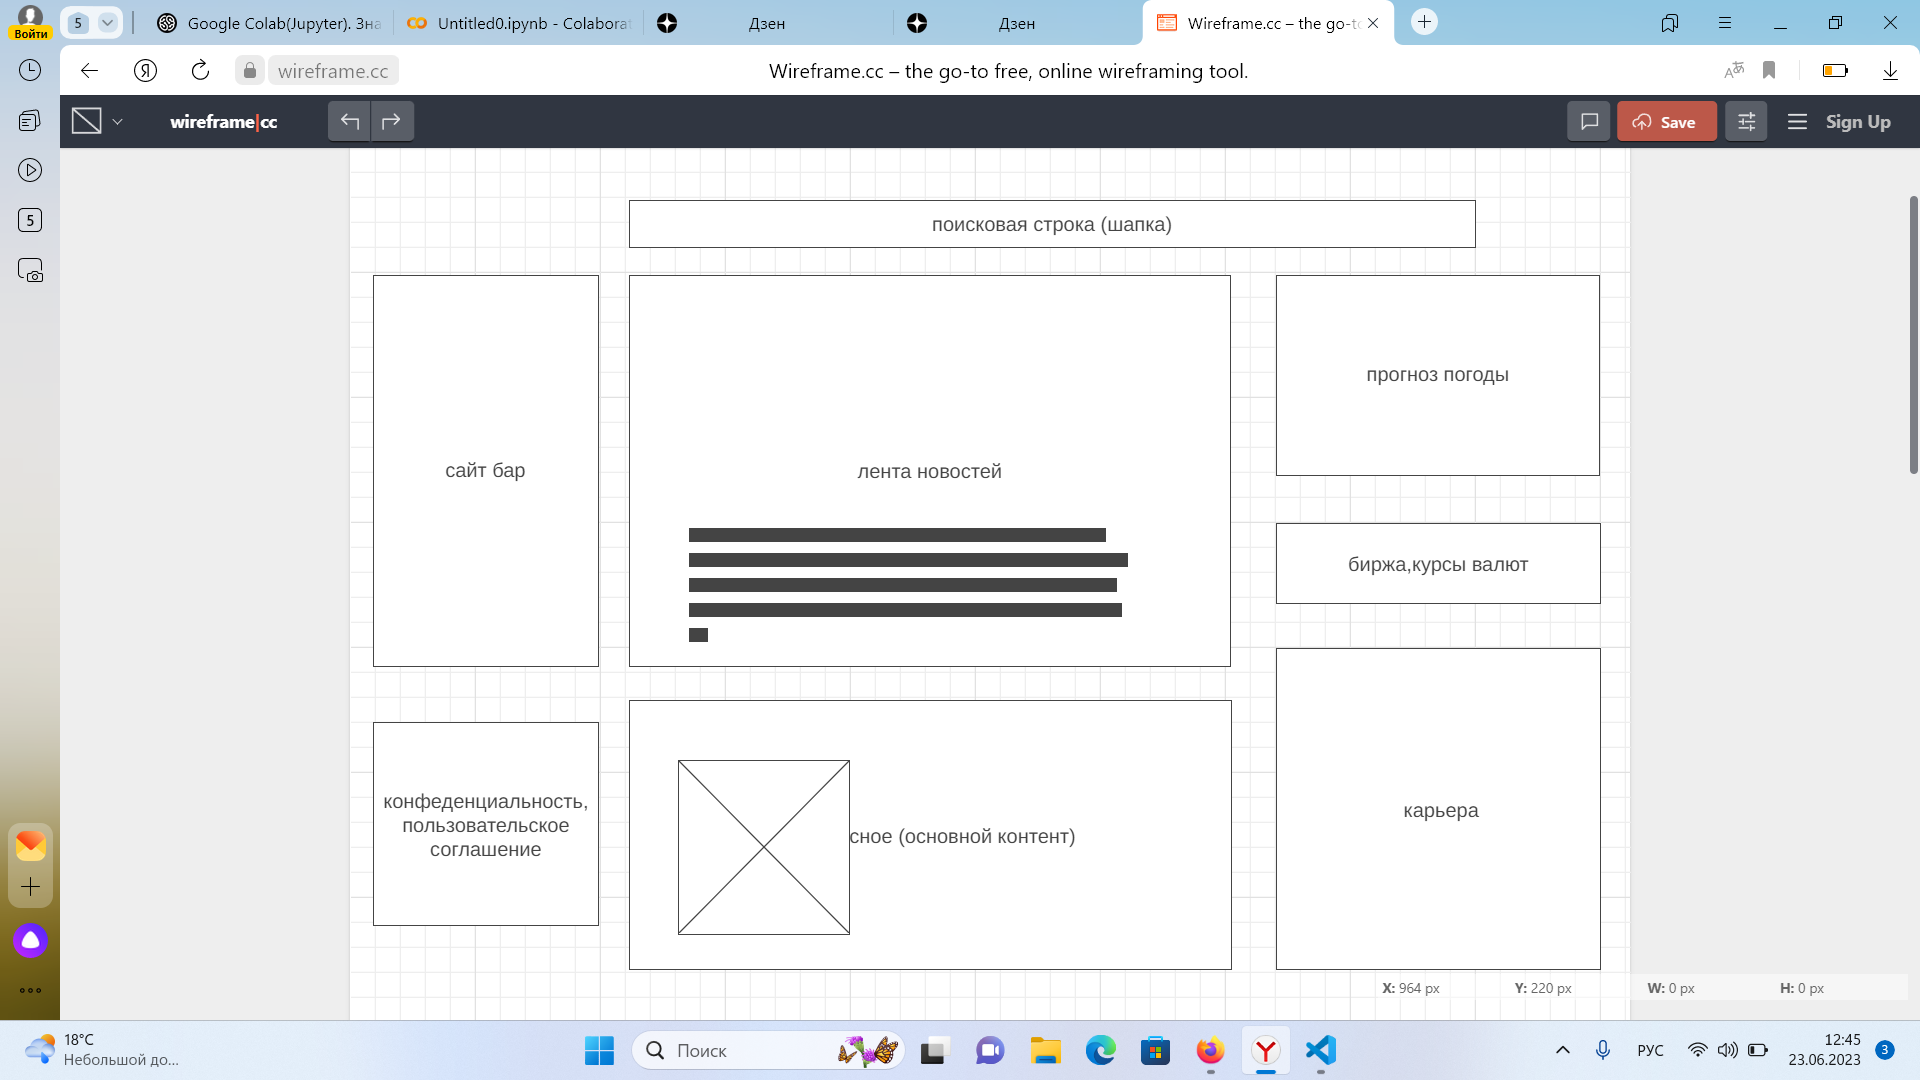 Войти
5
Google Colab(Jupyter). Зна
Untitled0.ipynb - Colaborat
Дзен
Дзен
Wireframe.cc – the go-to
wireframe.cc
Wireframe.cc – the go-to free, online wireframing tool.
wireframe|cc
Save
Sign Up
5
поисковая строка (шапка)
сайт бар
лента новостей
прогноз погоды
биржа,курсы валют
конфеденциальность,
пользовательское
соглашение
сное (основной контент)
карьера
X: 964 px
Y: 220 px
W: 0 px
H: 0 px
18°C
Небольшой до...
Поиск
РУС
12:45
23.06.2023
3